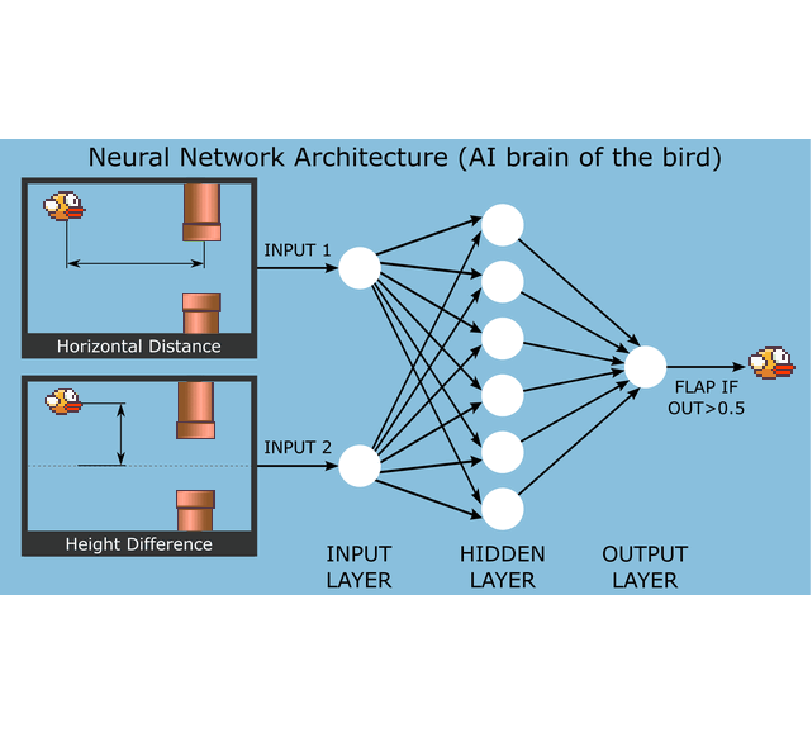 Neural Network Architecture (AI brain of the bird)
INPUT 1
Horizontal Distance
INPUT 2
Height Difference
FLAP IF
OUT>0.5
INPUT
LAYER
HIDDEN
LAYER
OUTPUT
LAYER